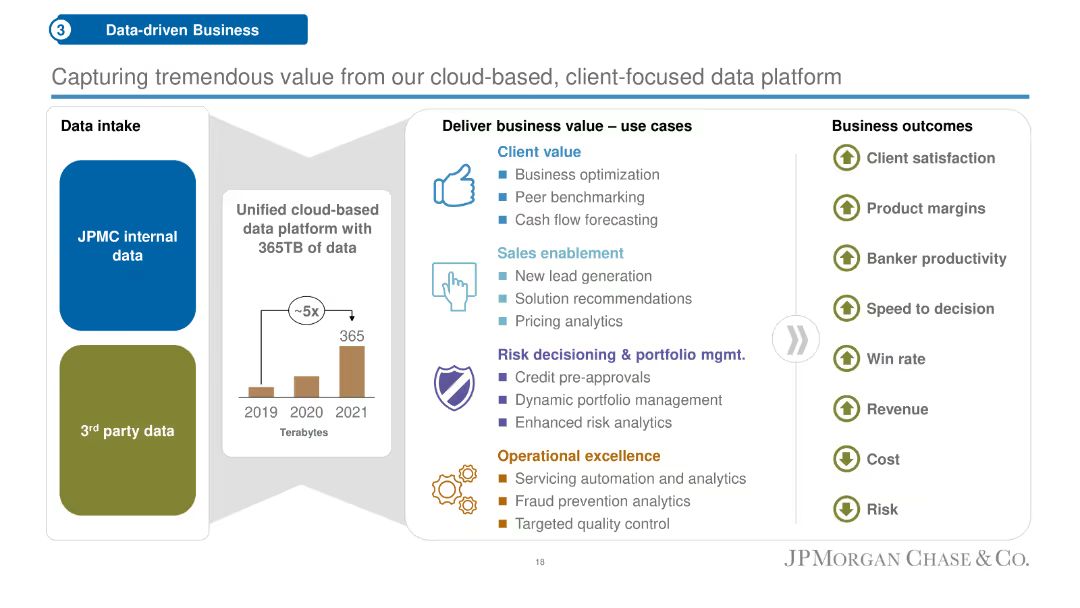 3
Data-driven Business
Capturing tremendous value from our cloud-based, client-focused data platform
Data intake
JPMC internal
data
3rd party data
Unified cloud-based
data platform with
365TB of data
~5x
365
2019 2020 2021
Terabytes
Deliver business value – use cases
Client value
Business optimization
Peer benchmarking
Cash flow forecasting
Sales enablement
New lead generation
Solution recommendations
Pricing analytics
Risk decisioning & portfolio mgmt.
Credit pre-approvals
Dynamic portfolio management
Enhanced risk analytics
Operational excellence
Servicing automation and analytics
Fraud prevention analytics
Targeted quality control
Business outcomes
Client satisfaction
Product margins
Banker productivity
Speed to decision
Win rate
Revenue
Cost
Risk
18
JPMORGAN CHASE & CO.